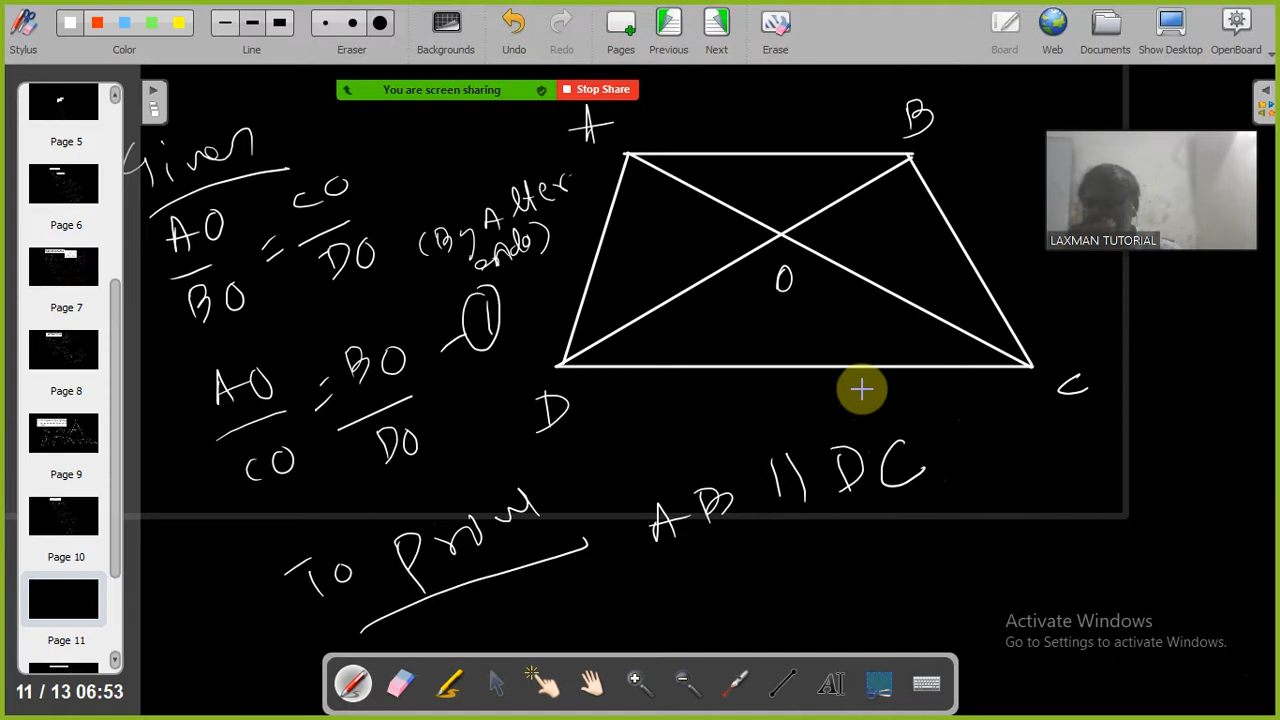 Stylus
Color
Line
Eraser
Backgrounds
Undo
Redo
Pages
Previous
Next
Erase
Board
Web
Documents
Show Desktop
OpenBoard
You are screen sharing
Stop Share
Page 5
Page 6
Page 7
Page 8
Page 9
Page 10
Page 11
11 / 13 06:53
Given
AO/BO = CO/DO
(By Alter
endo)
AO/CO = BO/DO – 1
To prove AB || DC
A
B
O
D
C
LAXMAN TUTORIAL
Activate Windows
Go to Settings to activate Windows.
AI